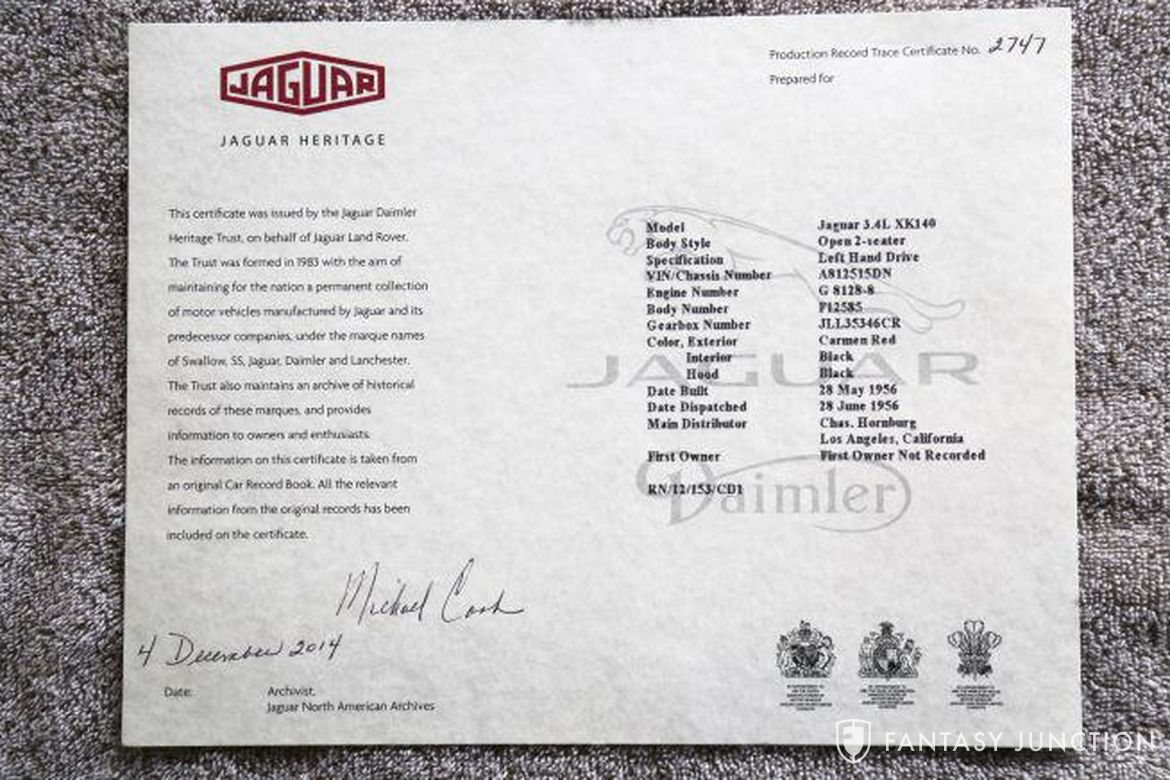 JAGUAR
JAGUAR HERITAGE
Production Record Trace Certificate No. 2747
Prepared for
This certificate was issued by the Jaguar Daimler
Heritage Trust, on behalf of Jaguar Land Rover.
The Trust was formed in 1983 with the aim of
maintaining for the nation a permanent collection
of motor vehicles manufactured by Jaguar and its
predecessor companies, under the marque names
of Swallow, SS, Jaguar, Daimler and Lanchester.
The Trust also maintains an archive of historical
records of these marques, and provides
information to owners and enthusiasts.
The information on this certificate is taken from
an original Car Record Book. All the relevant
information from the original records has been
included on the certificate.
Model Jaguar 3.4L XK140
Body Style Open 2-seater
Specification Left Hand Drive
VIN/Chassis Number A812515DN
Engine Number G 8128-8
Body Number F12585
Gearbox Number JLL35346CR
Color, Exterior Carmen Red
Interior Black
Hood Black
Date Built 28 May 1956
Date Dispatched 28 June 1956
Main Distributor Chas. Hornburg
Los Angeles, California
First Owner First Owner Not Recorded
RN/12/153/CD1
JAGUAR
Daimler
Michael Cook
4 December 2014
Date:
Archivist,
Jaguar North American Archives
FANTASY JUNCTION